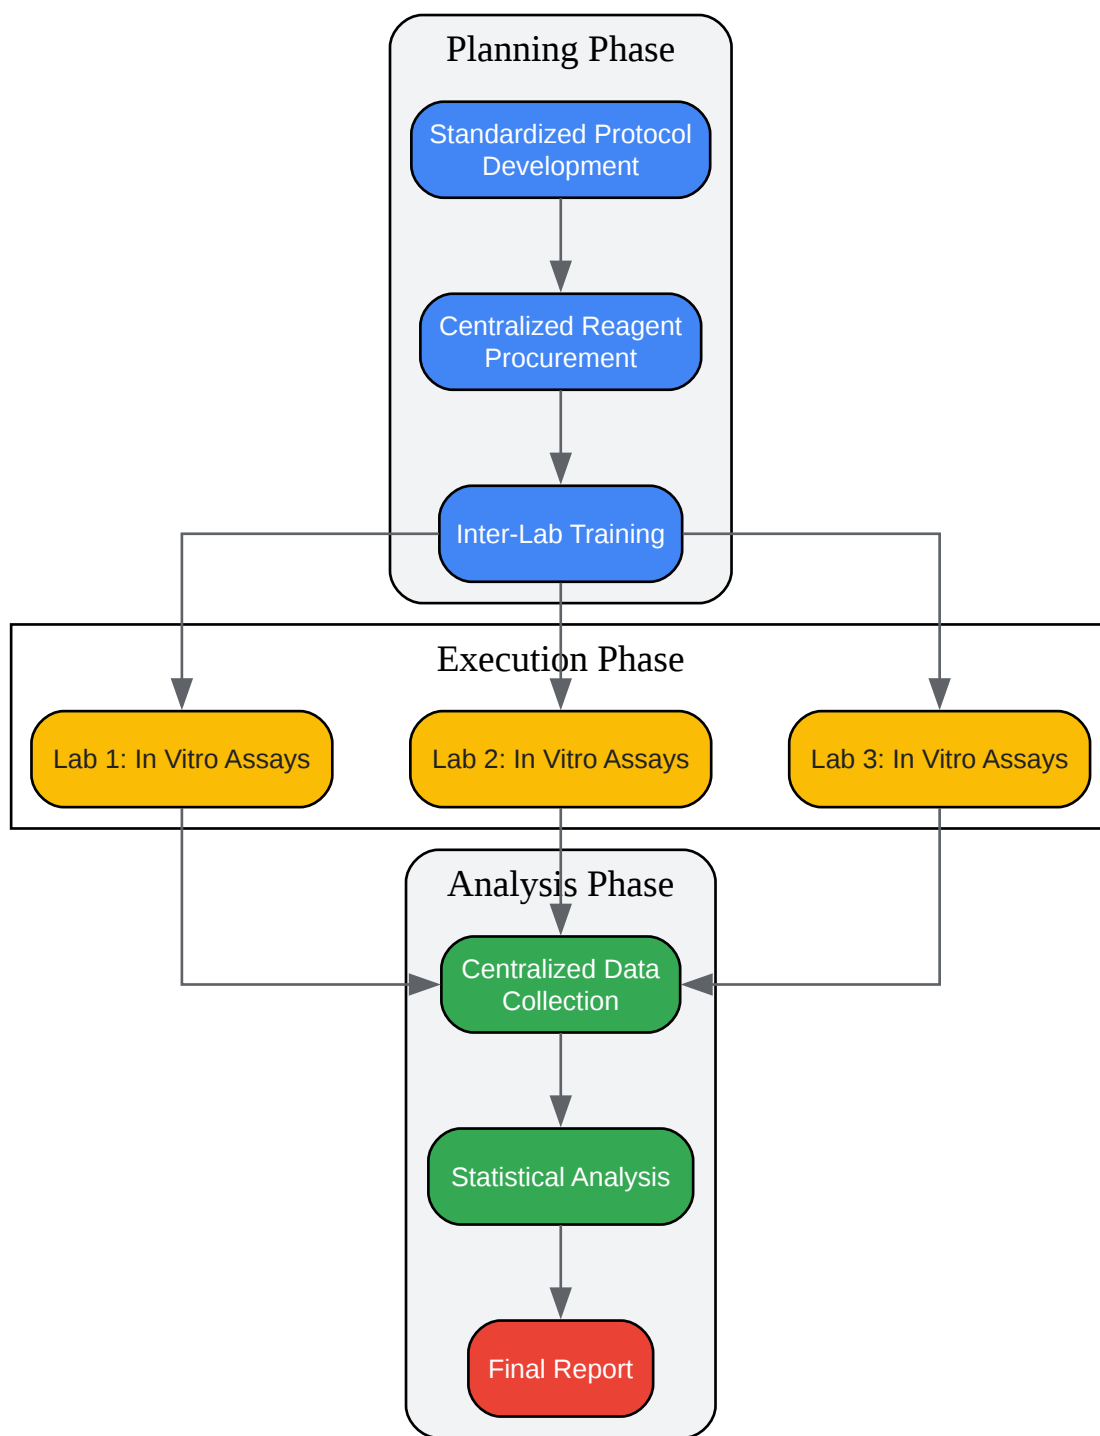 Planning Phase
Standardized Protocol
Development
Centralized Reagent
Procurement
Inter-Lab Training
Execution Phase
Lab 1: In Vitro Assays
Lab 2: In Vitro Assays
Lab 3: In Vitro Assays
Analysis Phase
Centralized Data
Collection
Statistical Analysis
Final Report